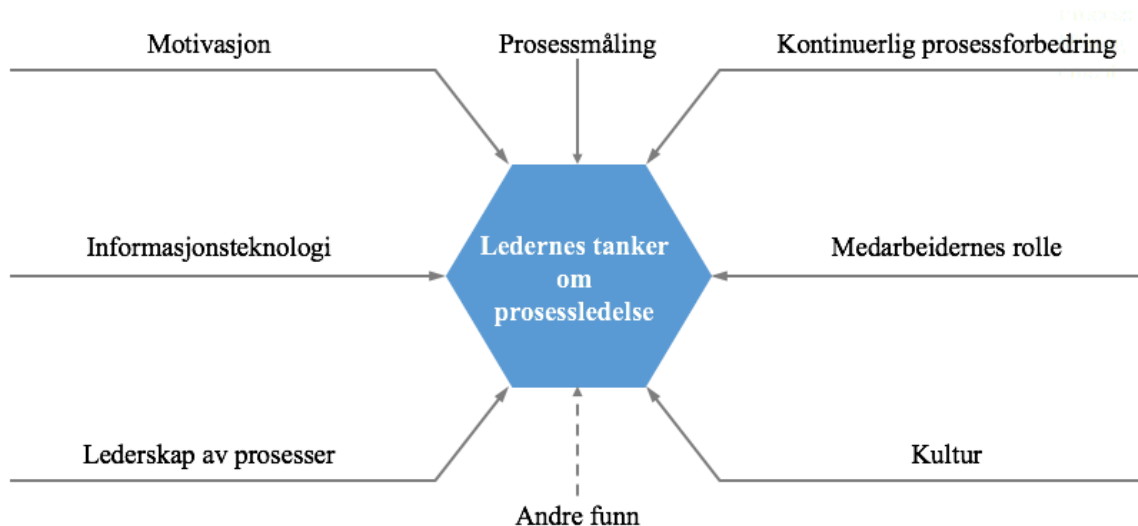 Motivasjon
Prosessmåling
Kontinuerlig prosessforbedring
Informasjonsteknologi
Ledernes tanker
om
prosessledelse
Medarbeidernes rolle
Lederskap av prosesser
Kultur
Andre funn